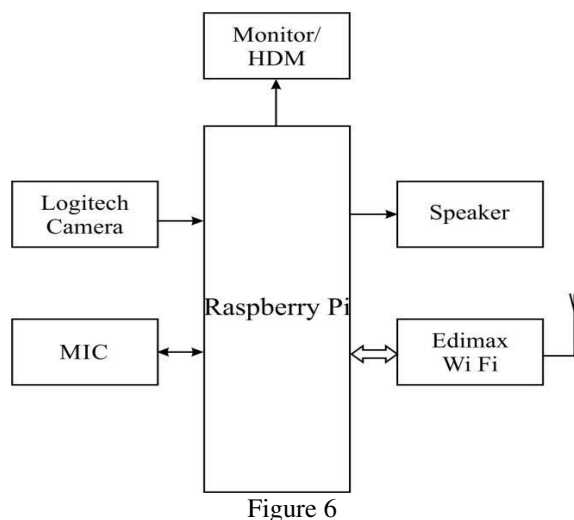 Monitor/
HDM
Logitech
Camera
Speaker
Raspberry Pi
MIC
Edimax
Wi Fi
Figure 6